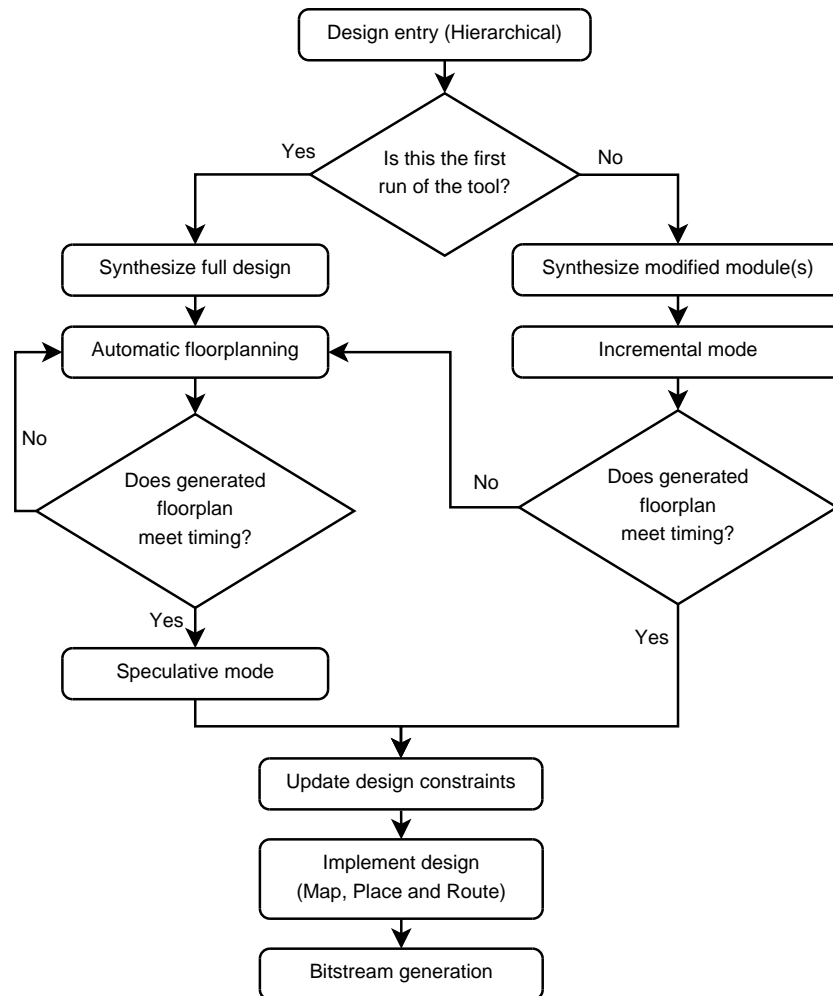 Design entry (Hierarchical)
Is this the first
run of the tool?
Yes
No
Synthesize full design
Synthesize modified module(s)
Automatic floorplanning
Incremental mode
No
Does generated
floorplan
meet timing?
No
Does generated
floorplan
meet timing?
Yes
Yes
Speculative mode
Update design constraints
Implement design
(Map, Place and Route)
Bitstream generation